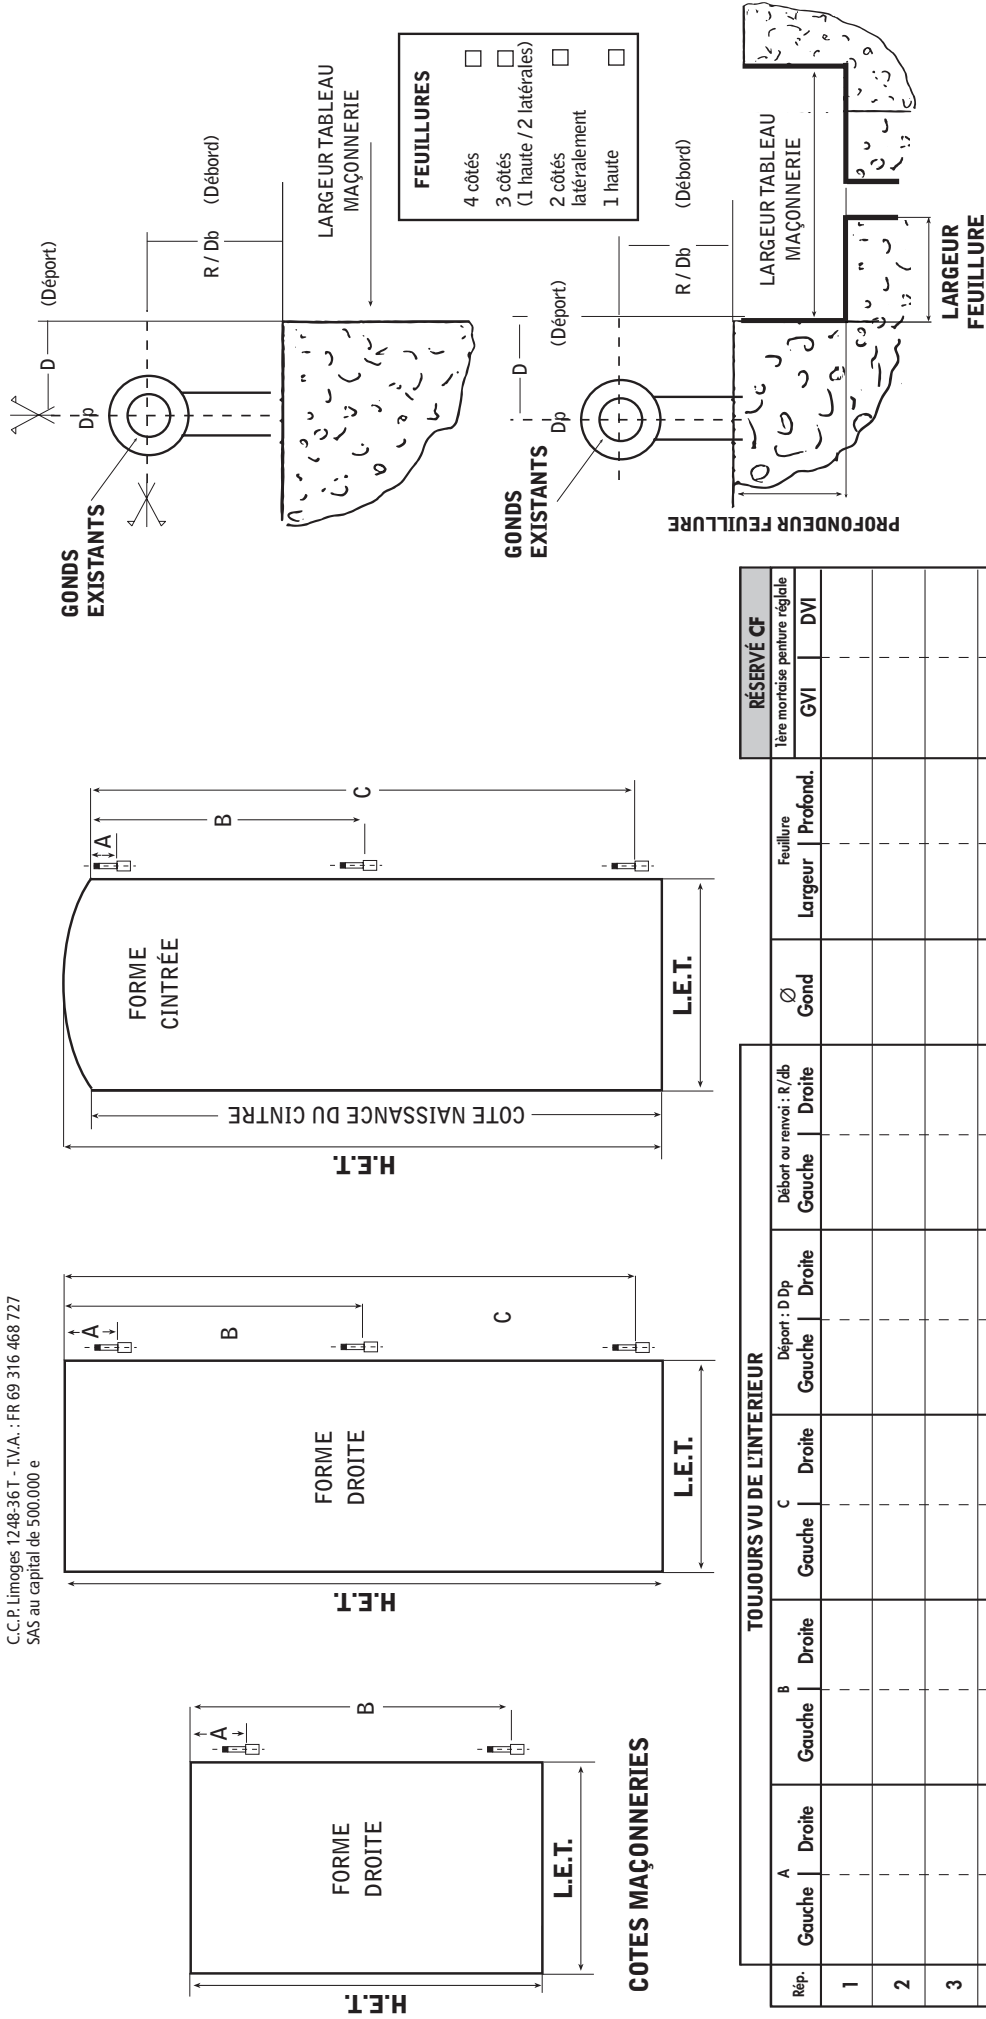 C.C.P. Limoges 1248-36 T - T.V.A. : FR 69 316 468 727
SAS au capital de 500.000 e
H.E.T.
FORME
DROITE
L.E.T.
A
B
COTES MAÇONNERIES
H.E.T.
FORME
DROITE
L.E.T.
A
B
C
H.E.T.
COTE NAISSANCE DU CINTRE
FORME
CINTRÉE
L.E.T.
A
B
C
GONDS
EXISTANTS
Dp
D
(Déport)
R / Db
(Débord)
LARGEUR TABLEAU
MAÇONNERIE
FEUILLURES
4 côtés
3 côtés
(1 haute / 2 latérales)
2 côtés
latéralement
1 haute
GONDS
EXISTANTS
Dp
D
(Déport)
R / Db
(Débord)
PROFONDEUR FEUILLURE
LARGEUR TABLEAU
MAÇONNERIE
LARGEUR
FEUILLURE
TOUJOURS VU DE L'INTERIEUR
RÉSERVÉ CF
Rép.
A
Gauche Droite
B
Gauche Droite
C
Gauche Droite
Déport : D Dp
Gauche Droite
Débort ou renvoi : R/db
Gauche Droite
Ø
Gond
Feuillure
Largeur Profond.
1ère mortaise penture réglale
GVI DVI
1
2
3